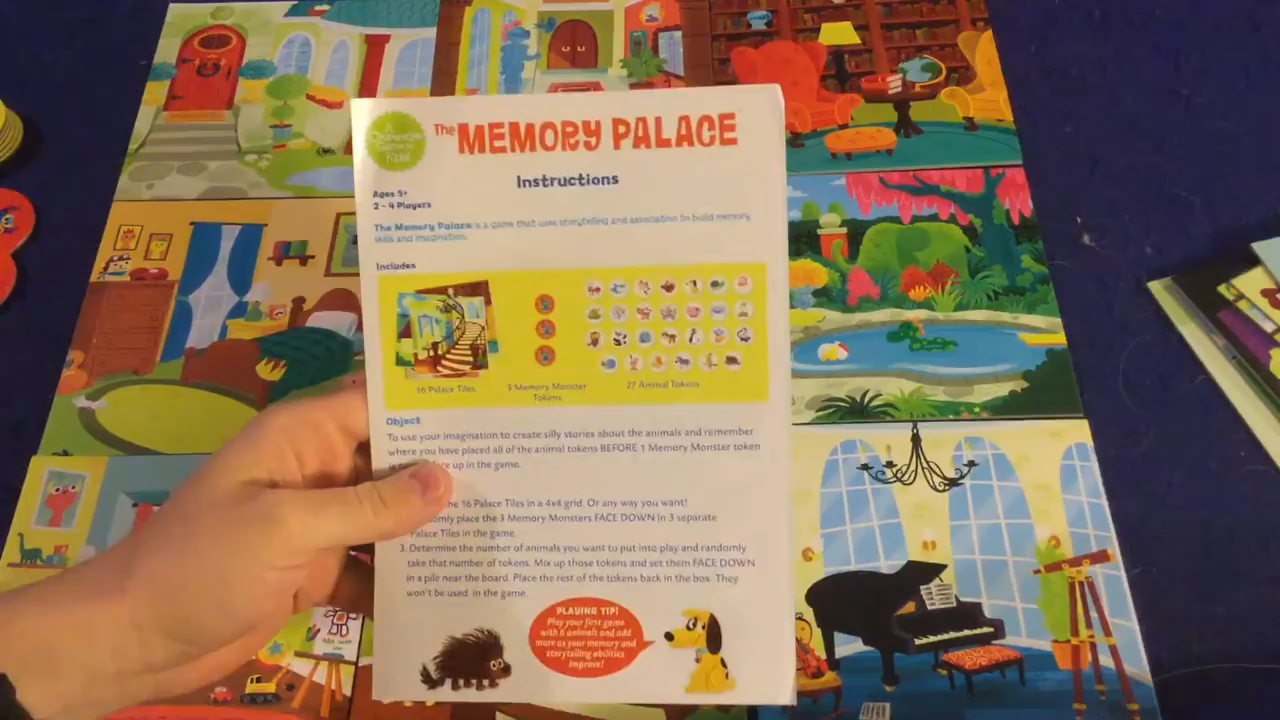 A Cooperative Game for Kids!
The MEMORY PALACE
Instructions
Ages 5+
2 - 4 Players
The Memory Palace is a game that uses storytelling and association to build memory
skills and imagination.
Includes
16 Palace Tiles
3 Memory Monster
Tokens
27 Animal Tokens
Object
To use your imagination to create silly stories about the animals and remember
where you have placed all of the animal tokens BEFORE 1 Memory Monster token
up in the game.
the 16 Palace Tiles in a 4x4 grid. Or any way you want!
place the 3 Memory Monsters FACE DOWN in 3 separate
Palace Tiles in the game.
3. Determine the number of animals you want to put into play and randomly
take that number of tokens. Mix up those tokens and set them FACE DOWN
in a pile near the board. Place the rest of the tokens back in the box. They
won't be used in the game.
PLAYING TIP!
Play your first game
with 6 animals and add
more as your memory and
storytelling abilities
improve!